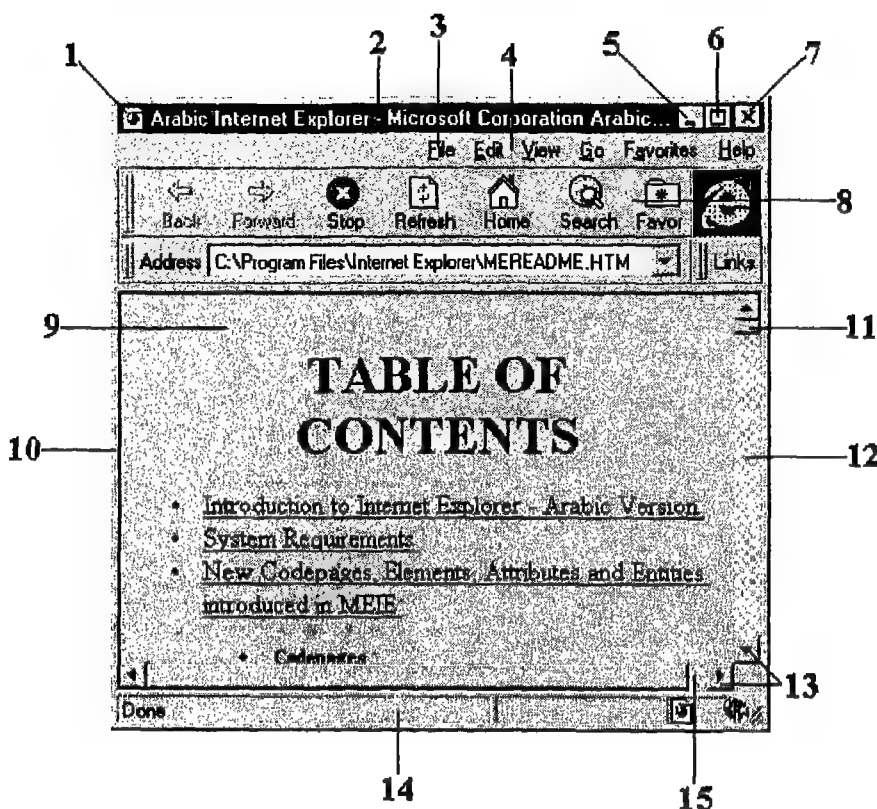 3
5
6
1
2
4
7
Arabic Internet Explorer - Microsoft Corporation Arabic...
File Edit View Go Favorites Help
Back Forward Stop Refresh Home Search Favor
8
Address C:\Program Files\Internet Explorer\MEREADME.HTM Links
9
11
TABLE OF
CONTENTS
10
12
• Introduction to Internet Explorer - Arabic Version
• System Requirements
• New Codepages, Elements, Attributes and Entities
introduced in MEIE
• Codepages
13
Done
14
15